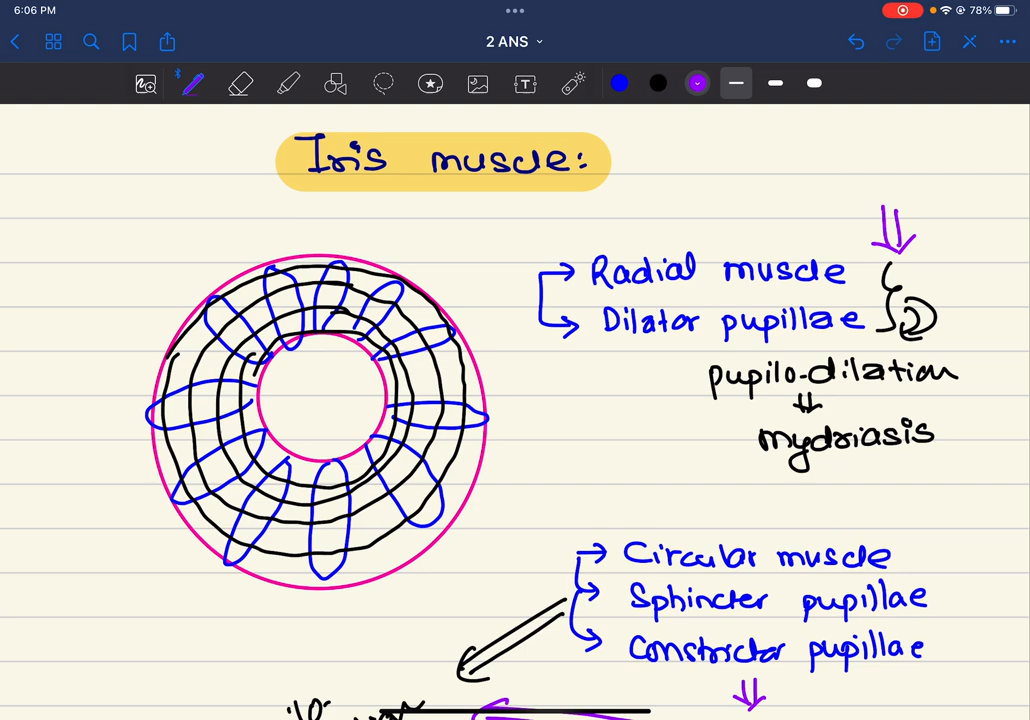 6:06 PM
78%
2 ANS
Iris muscle:
Radial muscle
Dilator pupillae
pupilo-dilation
mydriasis
Circular muscle
Sphincter pupillae
Constrictor pupillae